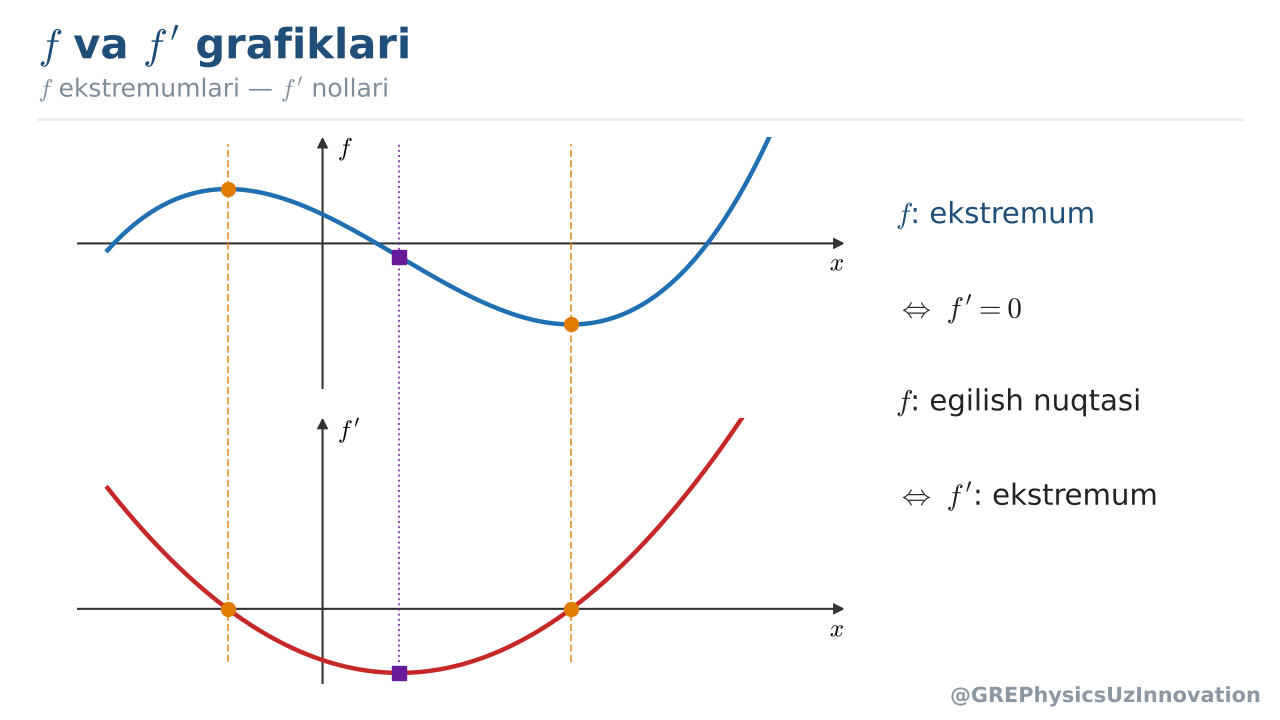 f va f′ grafiklari
f ekstremumlari — f′ nollari
f
x
f: ekstremum
⇔ f′ = 0
f: egilish nuqtasi
⇔ f′: ekstremum
f′
x
@GREPhysicsUzInnovation